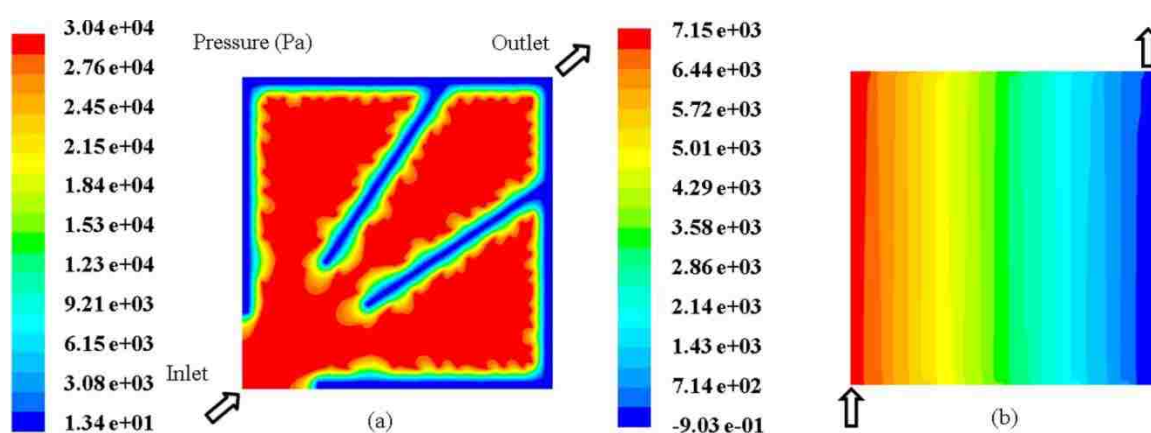 3.04 e+04
2.76 e+04
2.45 e+04
2.15 e+04
1.84 e+04
1.53 e+04
1.23 e+04
9.21 e+03
6.15 e+03
3.08 e+03
1.34 e+01
Pressure (Pa)
Outlet
Inlet
(a)
7.15 e+03
6.44 e+03
5.72 e+03
5.01 e+03
4.29 e+03
3.58 e+03
2.86 e+03
2.14 e+03
1.43 e+03
7.14 e+02
-9.03 e-01
(b)